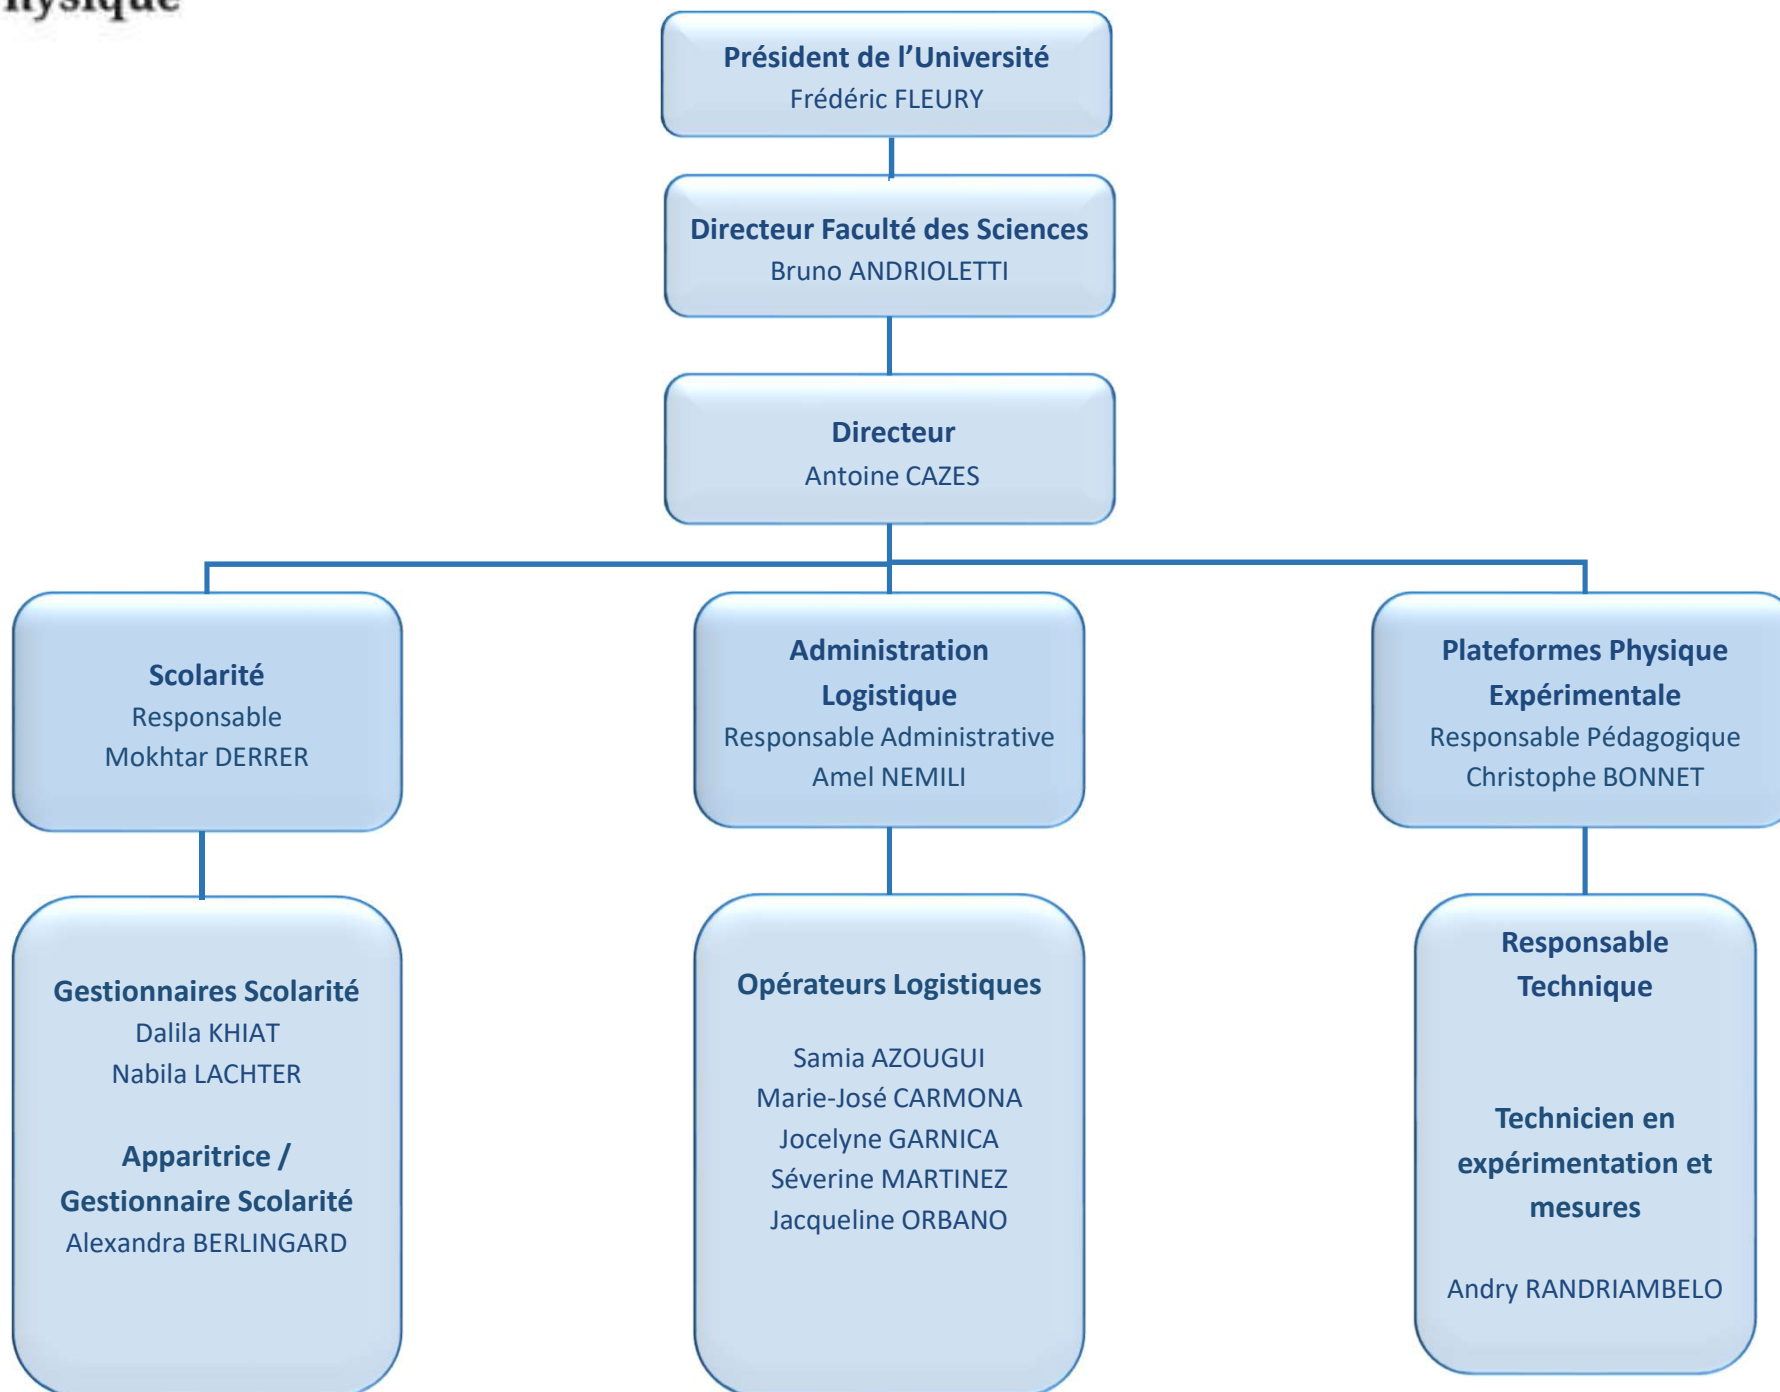 Président de l’Université
Frédéric FLEURY
Directeur Faculté des Sciences
Bruno ANDRIOLETTI
Directeur
Antoine CAZES
Scolarité
Responsable
Mokhtar DERRER
Administration
Logistique
Responsable Administrative
Amel NEMILI
Plateformes Physique
Expérimentale
Responsable Pédagogique
Christophe BONNET
Gestionnaires Scolarité
Dalila KHIAT
Nabila LACHTER
Apparitrice /
Gestionnaire Scolarité
Alexandra BERLINGARD
Opérateurs Logistiques
Samia AZOUGUI
Marie-José CARMONA
Jocelyne GARNICA
Séverine MARTINEZ
Jacqueline ORBANO
Responsable
Technique
Technicien en
expérimentation et
mesures
Andry RANDRIAMBELO